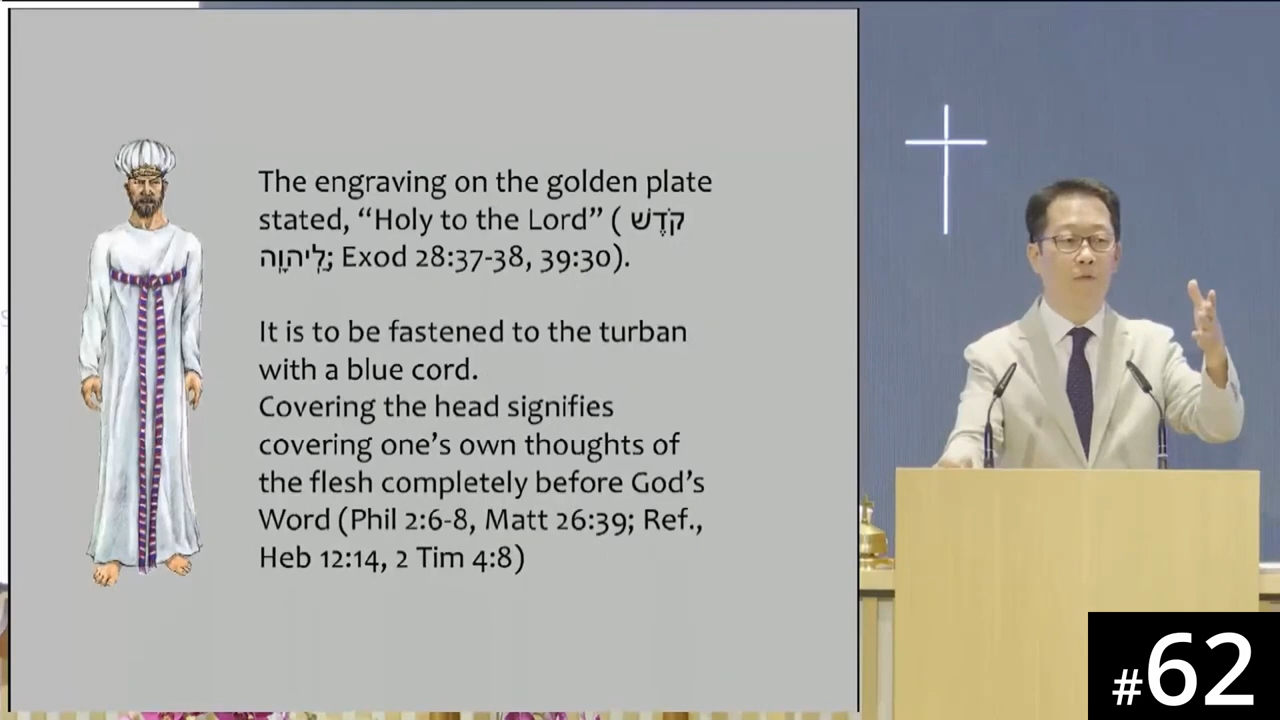 The engraving on the golden plate
stated, “Holy to the Lord” ( קֹדֶשׁ
לַֽיהוָֽה; Exod 28:37-38, 39:30).
It is to be fastened to the turban
with a blue cord.
Covering the head signifies
covering one’s own thoughts of
the flesh completely before God’s
Word (Phil 2:6-8, Matt 26:39; Ref.,
Heb 12:14, 2 Tim 4:8)
#62